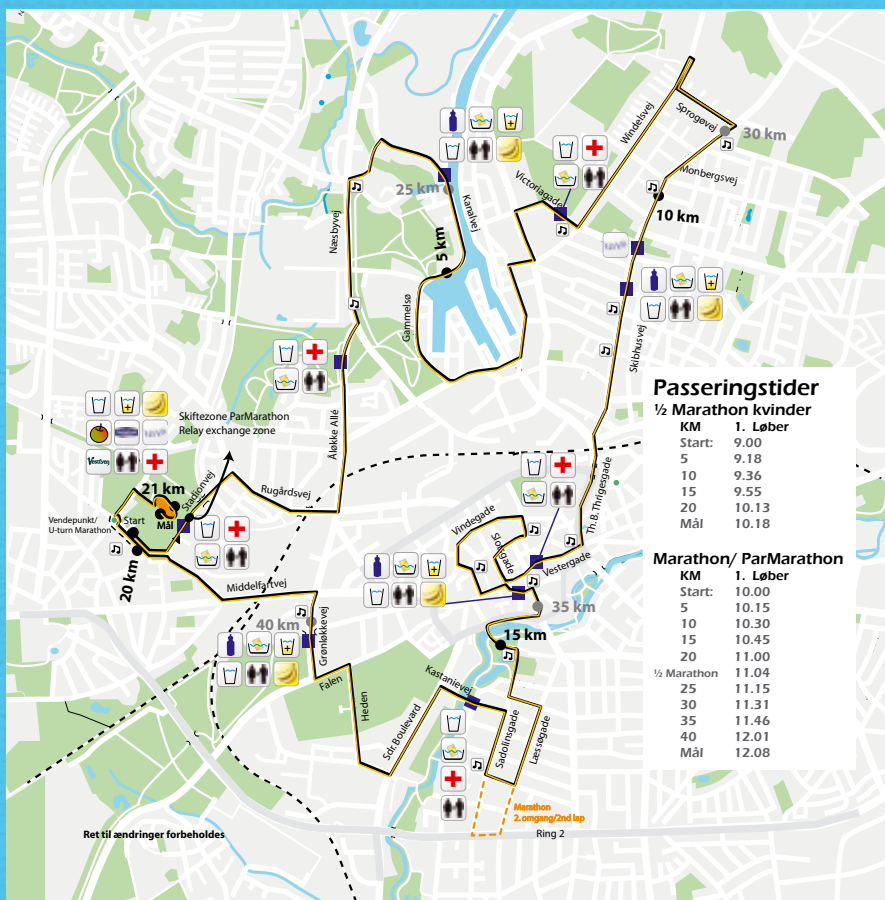 Sprogøvej
30 km
Windelsvej
Monbergsvej
Victoriagade
10 km
25 km
Kanalvej
Næsbyvej
5 km
Gammelsø
Skibhusvej
Skiftezone ParMarathon
Relay exchange zone
Åløkke Allé
Rugårdsvej
Stadionvej
21 km
Mål
Vendepunkt/
U-turn Marathon
Start
20 km
Th. B. Thrigesgade
Vindegade
Slotsgade
Vestergade
Middelfartvej
35 km
40 km
Grønløkkevej
15 km
Falen
Heden
Kastanievej
Sdr. Boulevard
Sadolinsgade
Læssøgade
Marathon
2. omgang/2nd lap
Ring 2
Ret til ændringer forbeholdes
Passeringstider
½ Marathon kvinder
KM 1. Løber
Start: 9.00
5 9.18
10 9.36
15 9.55
20 10.13
Mål 10.18
Marathon/ ParMarathon
KM 1. Løber
Start: 10.00
5 10.15
10 10.30
15 10.45
20 11.00
½ Marathon 11.04
25 11.15
30 11.31
35 11.46
40 12.01
Mål 12.08